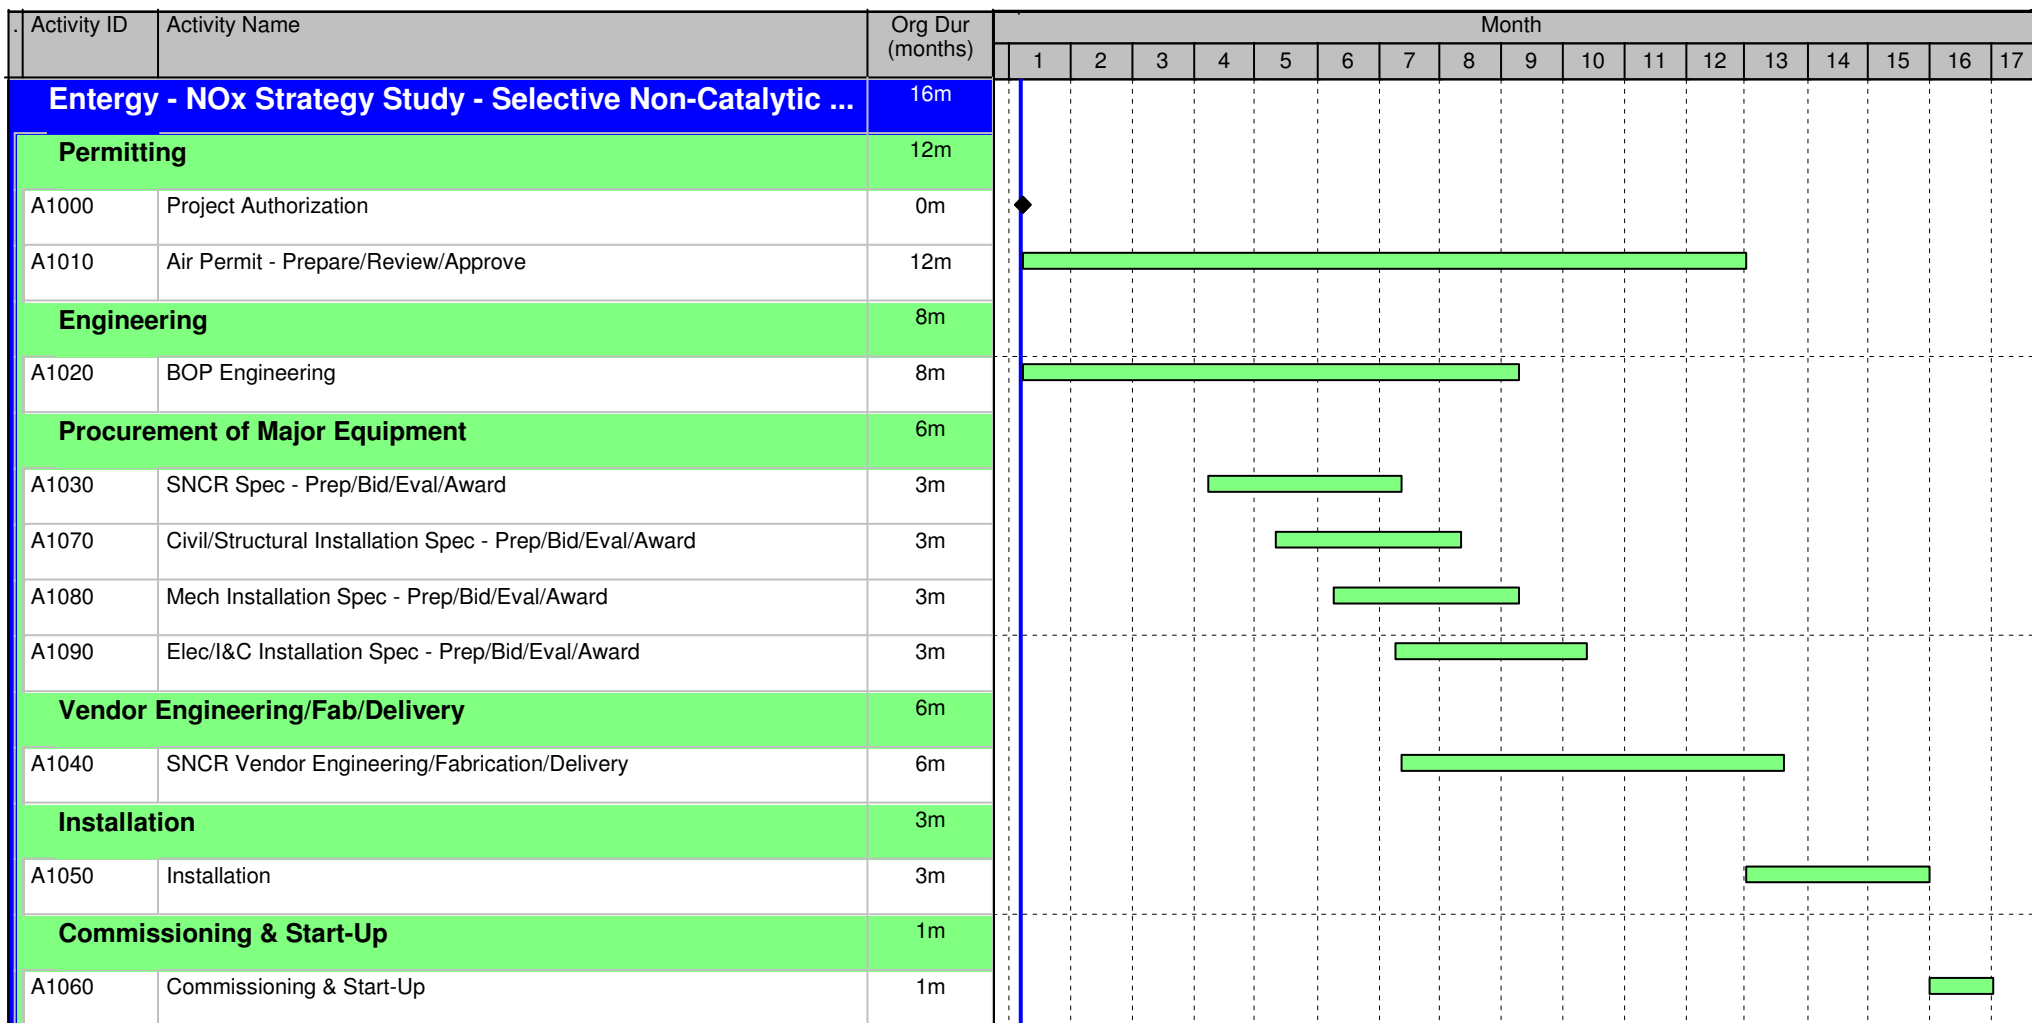 . Activity ID Activity Name Org Dur Month
(months)
1 2 3 4 5 6 7 8 9 10 11 12 13 14 15 16 17
Entergy - NOx Strategy Study - Selective Non-Catalytic ... 16m
Permitting 12m
A1000 Project Authorization 0m
A1010 Air Permit - Prepare/Review/Approve 12m
Engineering 8m
A1020 BOP Engineering 8m
Procurement of Major Equipment 6m
A1030 SNCR Spec - Prep/Bid/Eval/Award 3m
A1070 Civil/Structural Installation Spec - Prep/Bid/Eval/Award 3m
A1080 Mech Installation Spec - Prep/Bid/Eval/Award 3m
A1090 Elec/I&C Installation Spec - Prep/Bid/Eval/Award 3m
Vendor Engineering/Fab/Delivery 6m
A1040 SNCR Vendor Engineering/Fabrication/Delivery 6m
Installation 3m
A1050 Installation 3m
Commissioning & Start-Up 1m
A1060 Commissioning & Start-Up 1m